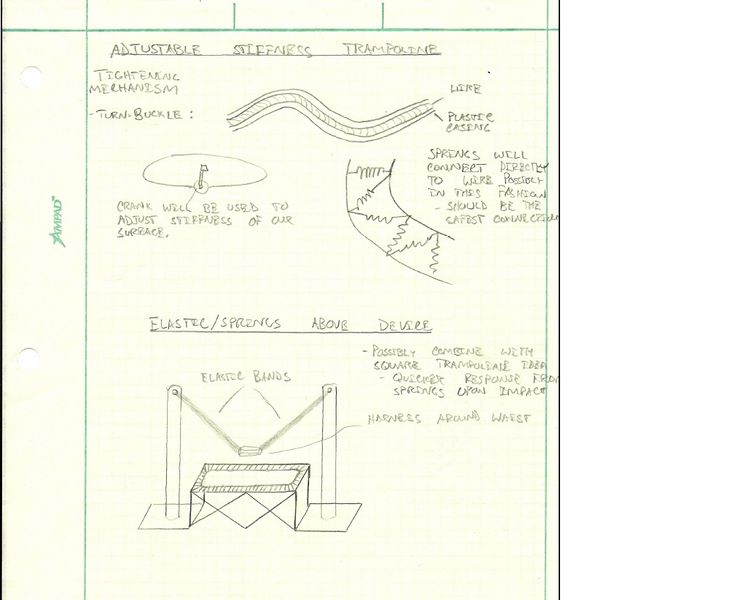 ADJUSTABLE STIFFNESS TRAMPOLINE
TIGHTENING
MECHANISM
- TURN-BUCKLE :
WIRE
PLASTIC
CASING
SPRINGS WILL
CONNECT DIRECTLY
TO WIRE POSSIBLY
IN THIS FASHION
- SHOULD BE THE
SAFEST CONNECTION
CRANK WILL BE USED TO
ADJUST STIFFNESS OF OUR
SURFACE.
AMPAD
ELASTIC/SPRINGS ABOVE DEVICE
- POSSIBLY COMBINE WITH
SQUARE TRAMPOLINE IDEA
- QUICKER RESPONSE FROM
SPRINGS UPON IMPACT
ELASTIC BANDS
HARNESS AROUND WAIST